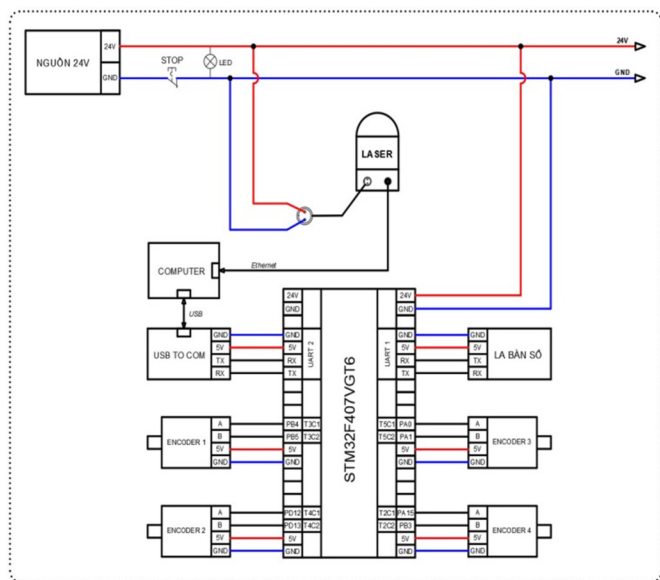 NGUỒN 24V
24V
GND
STOP
LED
24V
GND
LASER
Ethernet
COMPUTER
USB
USB TO COM
GND
5V
TX
RX
24V
GND
GND
5V
RX
TX
UART 2
STM32F407VGT6
24V
GND
UART 1
GND
5V
RX
TX
GND
5V
TX
RX
LA BÀN SỐ
ENCODER 1
A
B
5V
GND
PB4 T3C1
PB5 T3C2
5V
GND
T5C1 PA0
T5C2 PA1
5V
GND
A
B
5V
GND
ENCODER 3
ENCODER 2
A
B
5V
GND
PD12 T4C1
PD13 T4C2
5V
GND
T2C1 PA15
T2C2 PB3
5V
GND
A
B
5V
GND
ENCODER 4